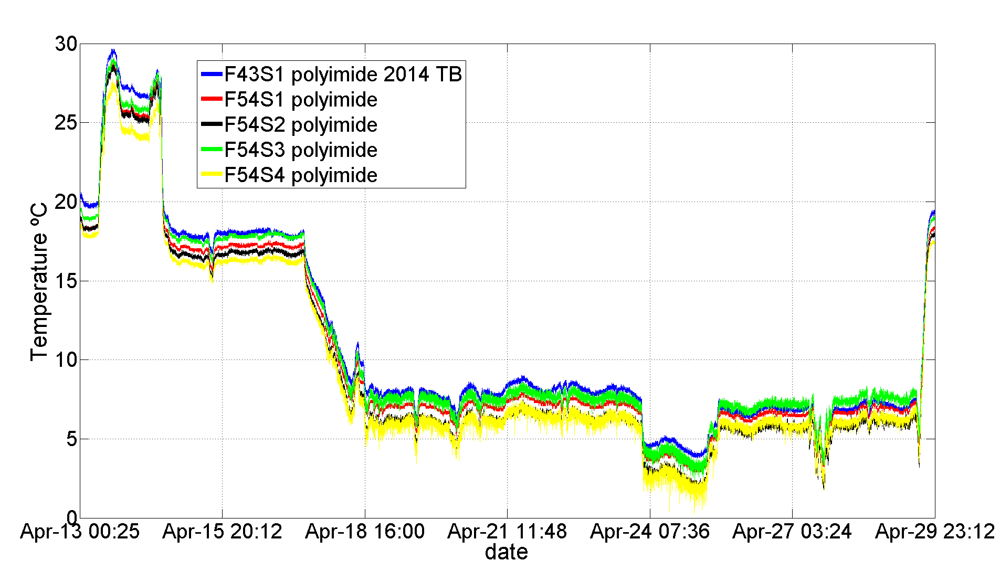 30
25
20
15
10
5
0
Temperature ºC
F43S1 polyimide 2014 TB
F54S1 polyimide
F54S2 polyimide
F54S3 polyimide
F54S4 polyimide
Apr-13 00:25 Apr-15 20:12 Apr-18 16:00 Apr-21 11:48 Apr-24 07:36 Apr-27 03:24 Apr-29 23:12
date